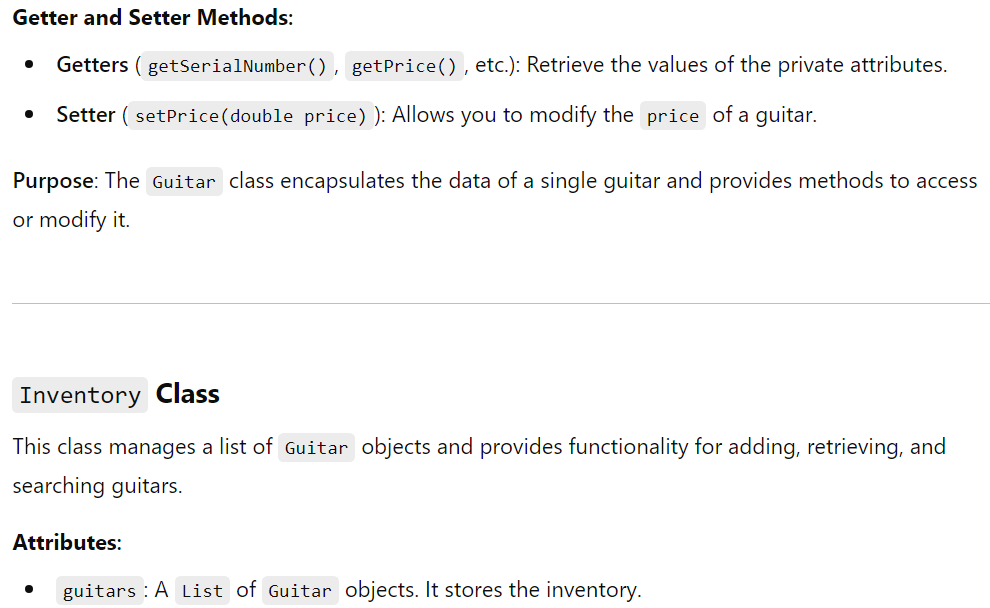 Getter and Setter Methods:
• Getters (getSerialNumber(), getPrice(), etc.): Retrieve the values of the private attributes.
• Setter (setPrice(double price)): Allows you to modify the price of a guitar.
Purpose: The Guitar class encapsulates the data of a single guitar and provides methods to access
or modify it.
Inventory Class
This class manages a list of Guitar objects and provides functionality for adding, retrieving, and
searching guitars.
Attributes:
• guitars: A List of Guitar objects. It stores the inventory.